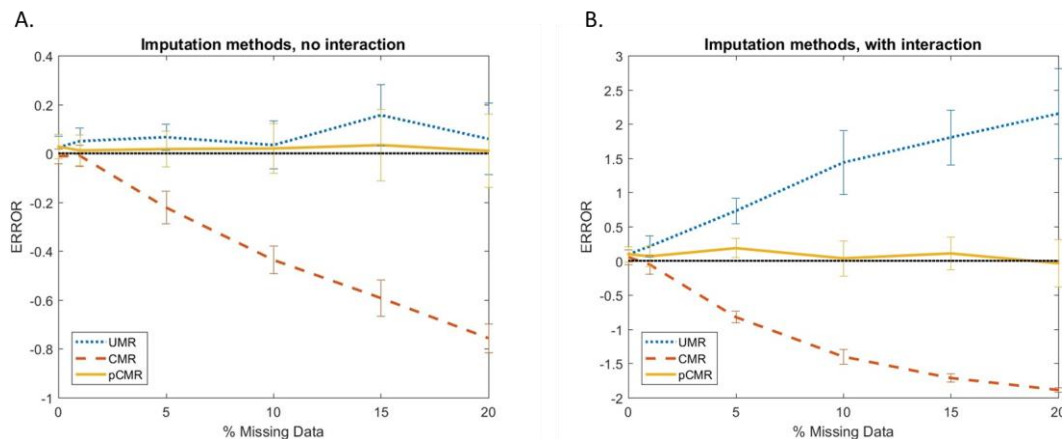 A.
Imputation methods, no interaction
0.4
0.2
0
-0.2
-0.4
-0.6
-0.8
-1
ERROR
UMR
CMR
pCMR
0 5 10 15 20
% Missing Data
B.
Imputation methods, with interaction
3
2.5
2
1.5
1
0.5
0
-0.5
-1
-1.5
-2
ERROR
UMR
CMR
pCMR
0 5 10 15 20
% Missing Data